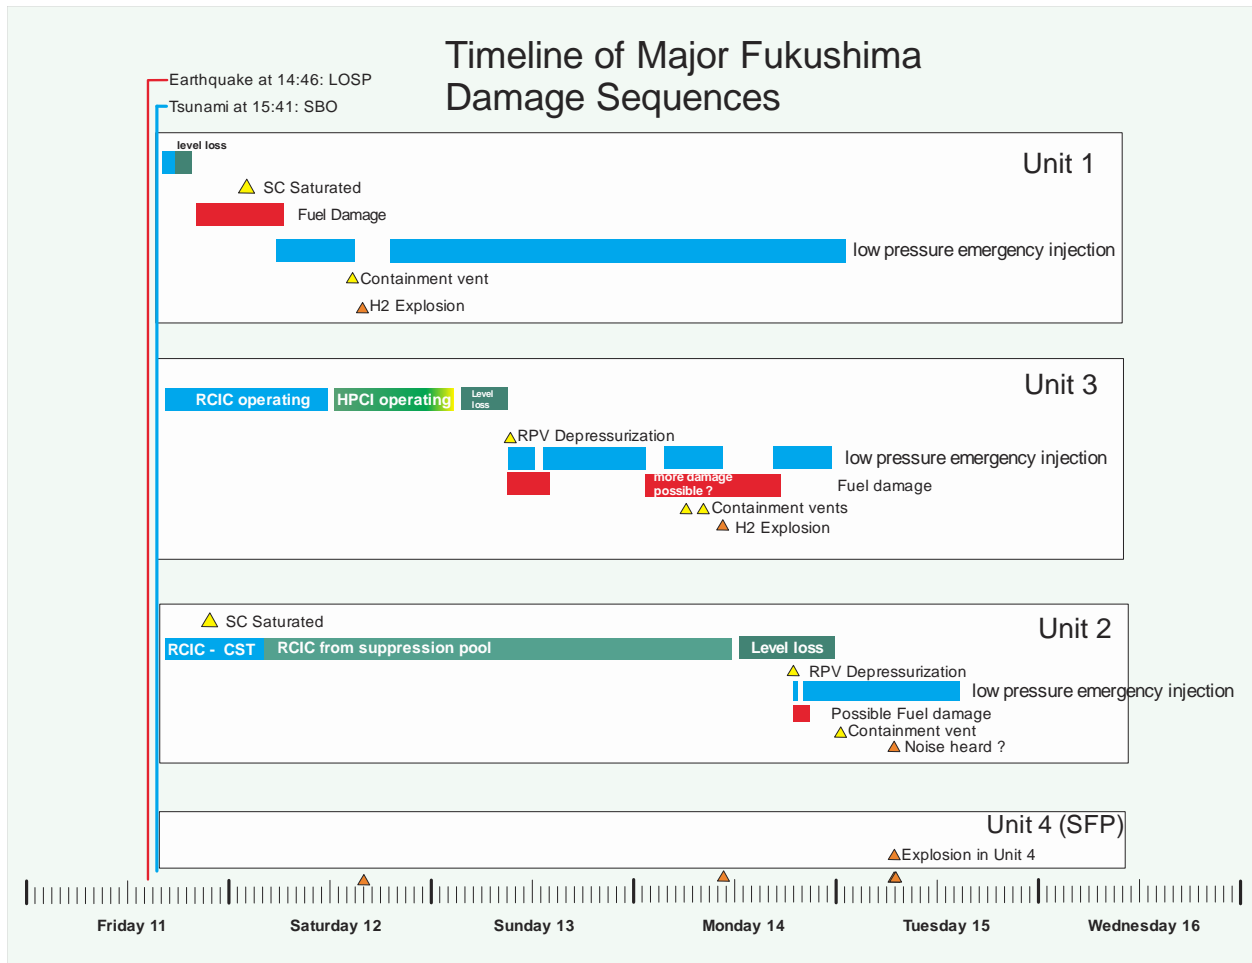 Timeline of Major Fukushima
Damage Sequences
Earthquake at 14:46: LOSP
Tsunami at 15:41: SBO
level loss
Unit 1
SC Saturated
Fuel Damage
low pressure emergency injection
Containment vent
H2 Explosion
Unit 3
RCIC operating
HPCI operating
Level
loss
RPV Depressurization
low pressure emergency injection
more damage
possible ?
Fuel damage
Containment vents
H2 Explosion
Unit 2
SC Saturated
RCIC - CST
RCIC from suppression pool
Level loss
RPV Depressurization
low pressure emergency injection
Possible Fuel damage
Containment vent
Noise heard ?
Unit 4 (SFP)
Explosion in Unit 4
Friday 11
Saturday 12
Sunday 13
Monday 14
Tuesday 15
Wednesday 16